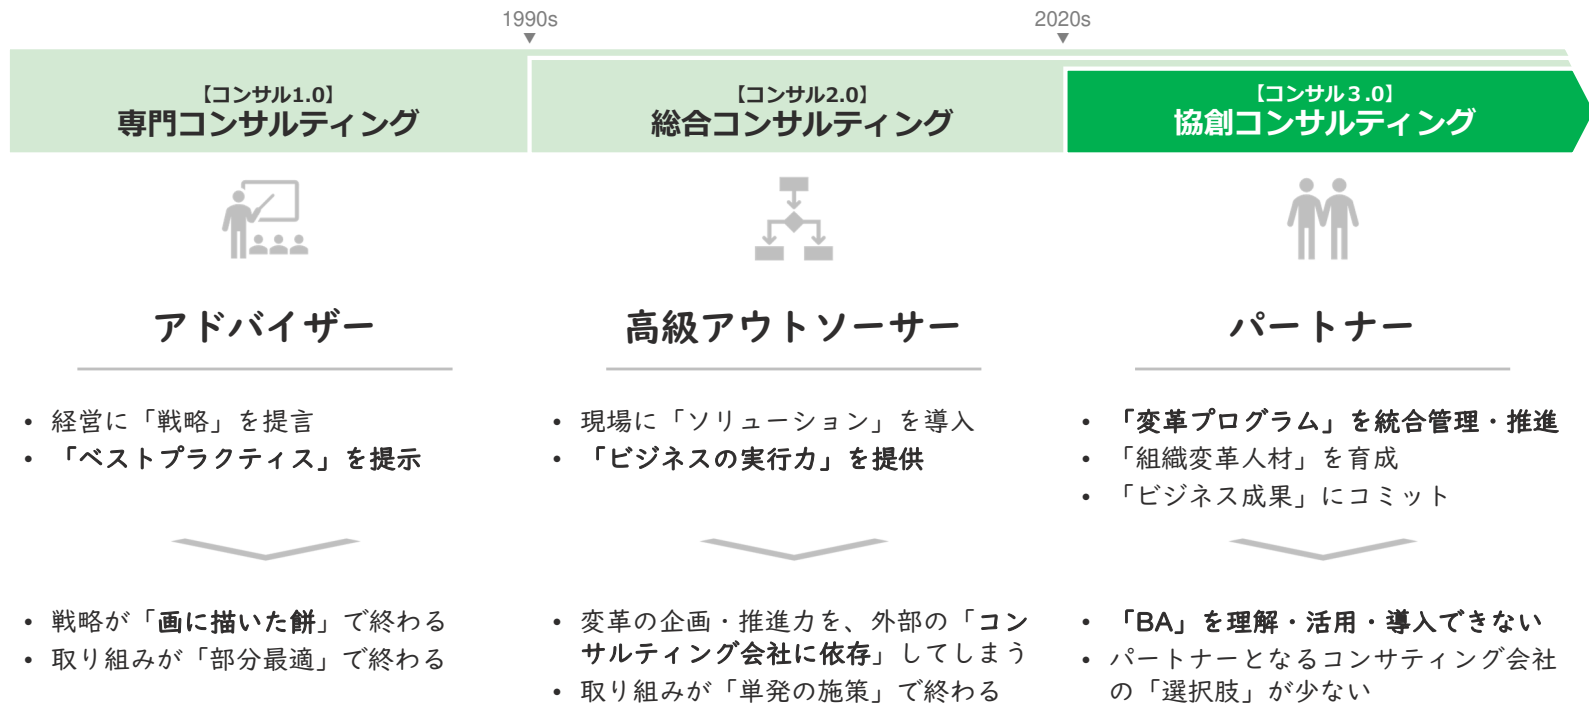 1990s
2020s
【コンサル1.0】
専門コンサルティング
【コンサル2.0】
総合コンサルティング
【コンサル３.0】
協創コンサルティング
アドバイザー
高級アウトソーサー
パートナー
• 経営に「戦略」を提言
• 「ベストプラクティス」を提示
• 現場に「ソリューション」を導入
• 「ビジネスの実行力」を提供
• 「変革プログラム」を統合管理・推進
• 「組織変革人材」を育成
• 「ビジネス成果」にコミット
• 戦略が「画に描いた餅」で終わる
• 取り組みが「部分最適」で終わる
• 変革の企画・推進力を、外部の「コン
サルティング会社に依存」してしまう
• 取り組みが「単発の施策」で終わる
• 「BA」を理解・活用・導入できない
• パートナーとなるコンサティング会社
の「選択肢」が少ない